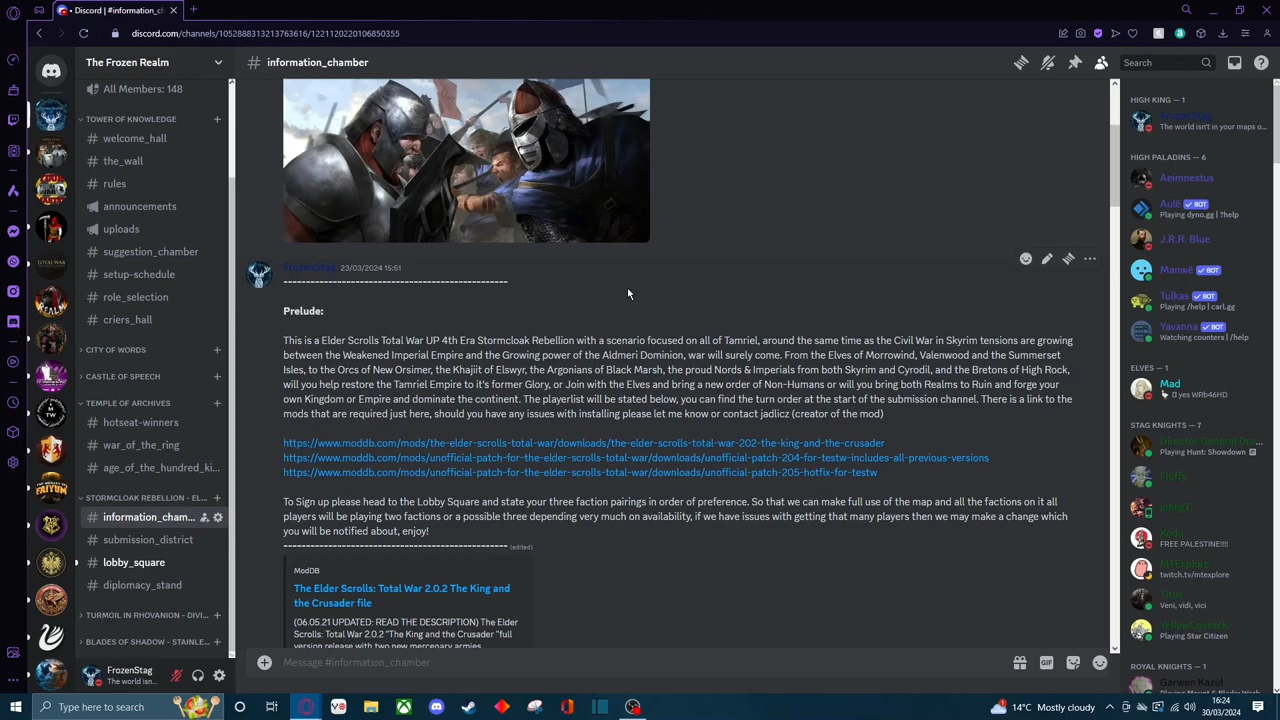 Discord | #information_ch
discord.com/channels/1052888313213763616/1221120220106850355
The Frozen Realm
All Members: 148
TOWER OF KNOWLEDGE
welcome_hall
the_wall
rules
announcements
uploads
suggestion_chamber
setup-schedule
role_selection
criers_hall
CITY OF WORDS
CASTLE OF SPEECH
TEMPLE OF ARCHIVES
hotseat-winners
war_of_the_ring
age_of_the_hundred_ki...
STORMCLOAK REBELLION - EL...
information_cham...
submission_district
lobby_square
diplomacy_stand
TURMOIL IN RHOVANION - DIVI...
BLADES OF SHADOW - STAINLE...
FrozenStag
The world isn...
# information_chamber
Search
FrozenStag 23/03/2024 15:51
--------------------------------------------------
Prelude:
This is a Elder Scrolls Total War UP 4th Era Stormcloak Rebellion with a scenario focused on all of Tamriel, around the same time as the Civil War in Skyrim tensions are growing
between the Weakened Imperial Empire and the Growing power of the Aldmeri Dominion, war will surely come. From the Elves of Morrowind, Valenwood and the Summerset
Isles, to the Orcs of New Orsimer, the Khajiit of Elswyr, the Argonians of Black Marsh, the proud Nords & Imperials from both Skyrim and Cyrodil, and the Bretons of High Rock,
will you help restore the Tamriel Empire to it's former Glory, or Join with the Elves and bring a new order of Non-Humans or will you bring both Realms to Ruin and forge your
own Kingdom or Empire and dominate the continent. The playerlist will be stated below, you can find the turn order at the start of the submission channel. There is a link to the
mods that are required just here, should you have any issues with installing please let me know or contact jadlicz (creator of the mod)
https://www.moddb.com/mods/the-elder-scrolls-total-war/downloads/the-elder-scrolls-total-war-202-the-king-and-the-crusader
https://www.moddb.com/mods/unofficial-patch-for-the-elder-scrolls-total-war/downloads/unofficial-patch-204-for-testw-includes-all-previous-versions
https://www.moddb.com/mods/unofficial-patch-for-the-elder-scrolls-total-war/downloads/unofficial-patch-205-hotfix-for-testw
To Sign up please head to the Lobby Square and state your three faction pairings in order of preference. So that we can make full use of the map and all the factions on it all
players will be playing two factions or a possible three depending very much on availability, if we have issues with getting that many players then we may make a change which
you will be notified about, enjoy!
-------------------------------------------------- (edited)
ModDB
The Elder Scrolls: Total War 2.0.2 The King and
the Crusader file
(06.05.21 UPDATED: READ THE DESCRIPTION) The Elder
Scrolls: Total War 2.0.2 "The King and the Crusader "full
version release with two new mercenary armies
Message #information_chamber
HIGH KING — 1
FrozenStag
The world isn't in your maps o...
HIGH PALADINS — 6
Aeimnestus
Aulë BOT
Playing dyno.gg | ?help
J.R.R. Blue
Manwë BOT
Tulkas BOT
Playing /help | carl.gg
Yavanna BOT
Watching counters | /help
ELVES — 1
Mad
yes WRb46HD
STAG KNIGHTS — 7
Director General Dra...
Playing Hunt: Showdown
Fluffy
johng7.
Kodu
FREE PALESTINE!!!!
MTExplore
twitch.tv/mtexplore
Titus
Veni, vidi, vici
YellowCossack
Playing Star Citizen
ROYAL KNIGHTS — 1
Garwen Kazúl
Type here to search
14°C Mostly cloudy
16:24
30/03/2024